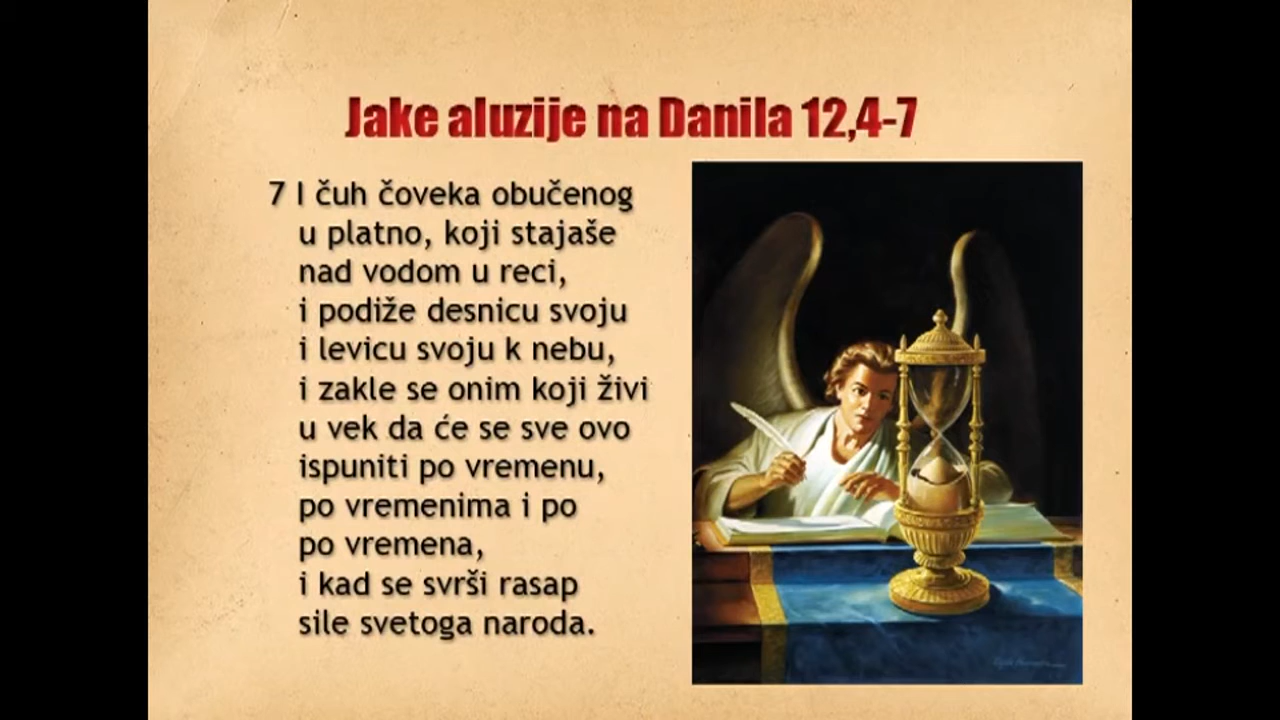 Jake aluzije na Danila 12,4-7
7 I čuh čoveka obučenog
u platno, koji stajaše
nad vodom u reci,
i podiže desnicu svoju
i levicu svoju k nebu,
i zakle se onim koji živi
u vek da će se sve ovo
ispuniti po vremenu,
po vremenima i po
po vremena,
i kad se svrši rasap
sile svetoga naroda.